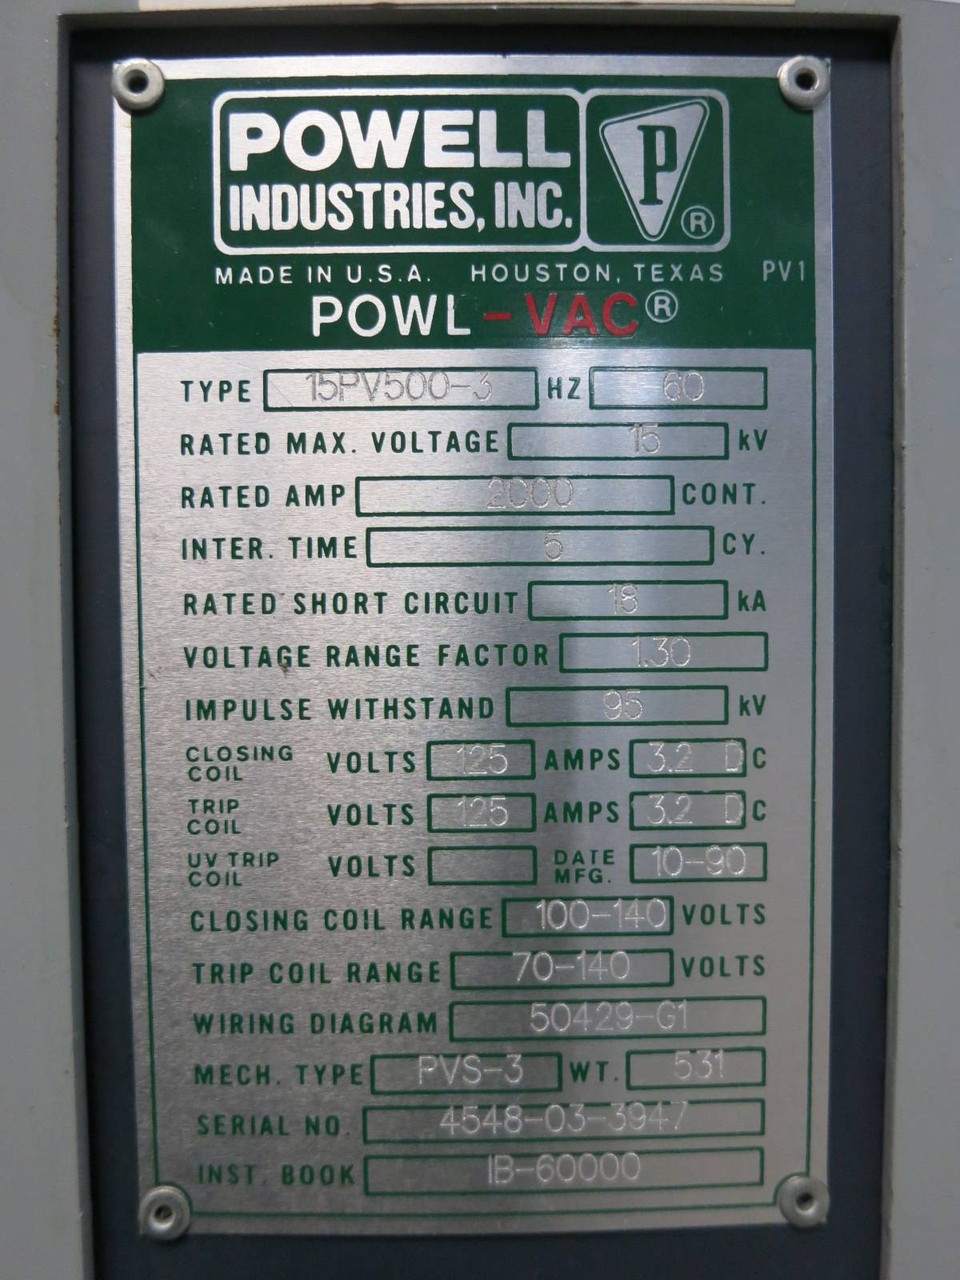 POWELL
INDUSTRIES, INC.
P
®
MADE IN U.S.A. HOUSTON, TEXAS PV1
POWL-VAC®
TYPE 15PV500-3 HZ 60
RATED MAX. VOLTAGE 15 kV
RATED AMP 2000 CONT.
INTER. TIME 5 CY.
RATED SHORT CIRCUIT 18 kA
VOLTAGE RANGE FACTOR 1.30
IMPULSE WITHSTAND 95 kV
CLOSING COIL VOLTS 125 AMPS 3.2 DC
TRIP COIL VOLTS 125 AMPS 3.2 DC
UV TRIP COIL VOLTS DATE MFG. 10-90
CLOSING COIL RANGE 100-140 VOLTS
TRIP COIL RANGE 70-140 VOLTS
WIRING DIAGRAM 50429-G1
MECH. TYPE PVS-3 WT. 531
SERIAL NO. 4548-03-3947
INST. BOOK IB-60000